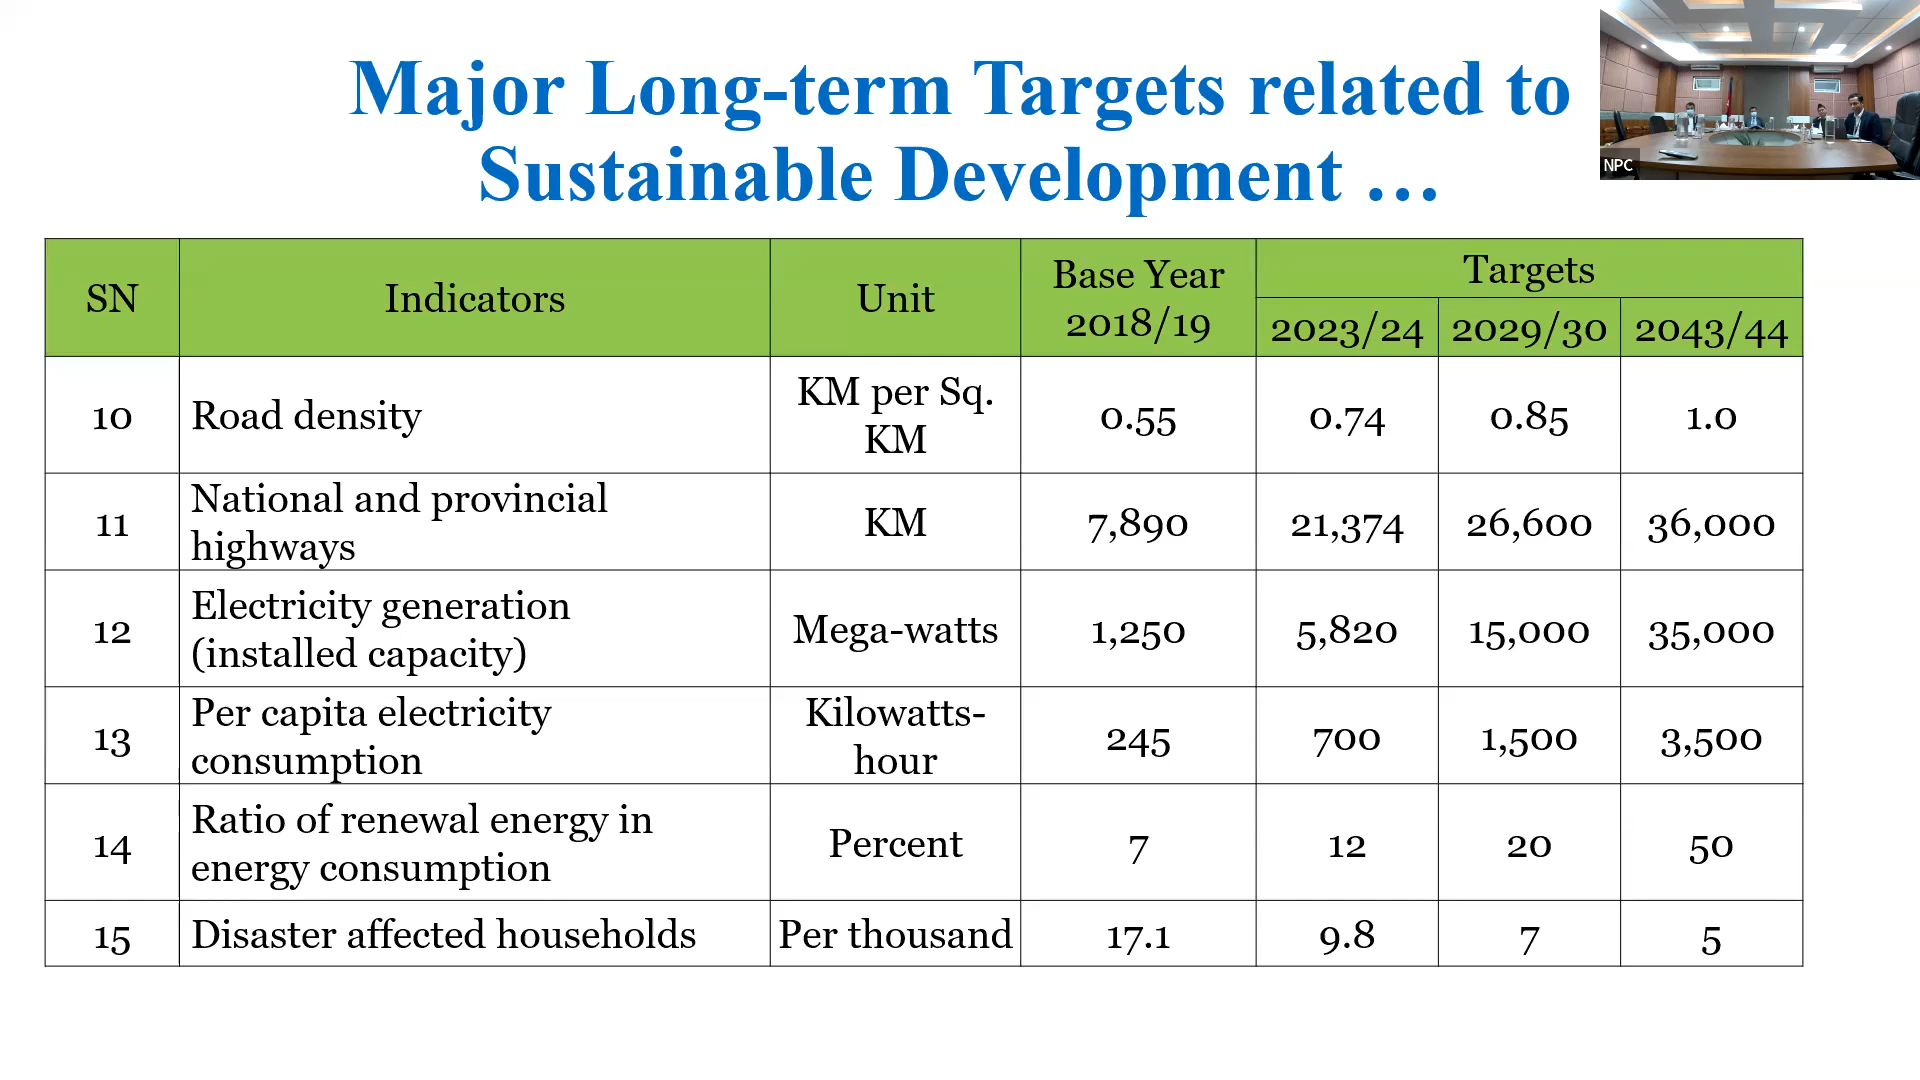 Major Long-term Targets related to
Sustainable Development …
NPC
SN Indicators Unit Base Year 2018/19 Targets
2023/24 2029/30 2043/44
10 Road density KM per Sq. KM 0.55 0.74 0.85 1.0
11 National and provincial highways KM 7,890 21,374 26,600 36,000
12 Electricity generation (installed capacity) Mega-watts 1,250 5,820 15,000 35,000
13 Per capita electricity consumption Kilowatts-hour 245 700 1,500 3,500
14 Ratio of renewal energy in energy consumption Percent 7 12 20 50
15 Disaster affected households Per thousand 17.1 9.8 7 5